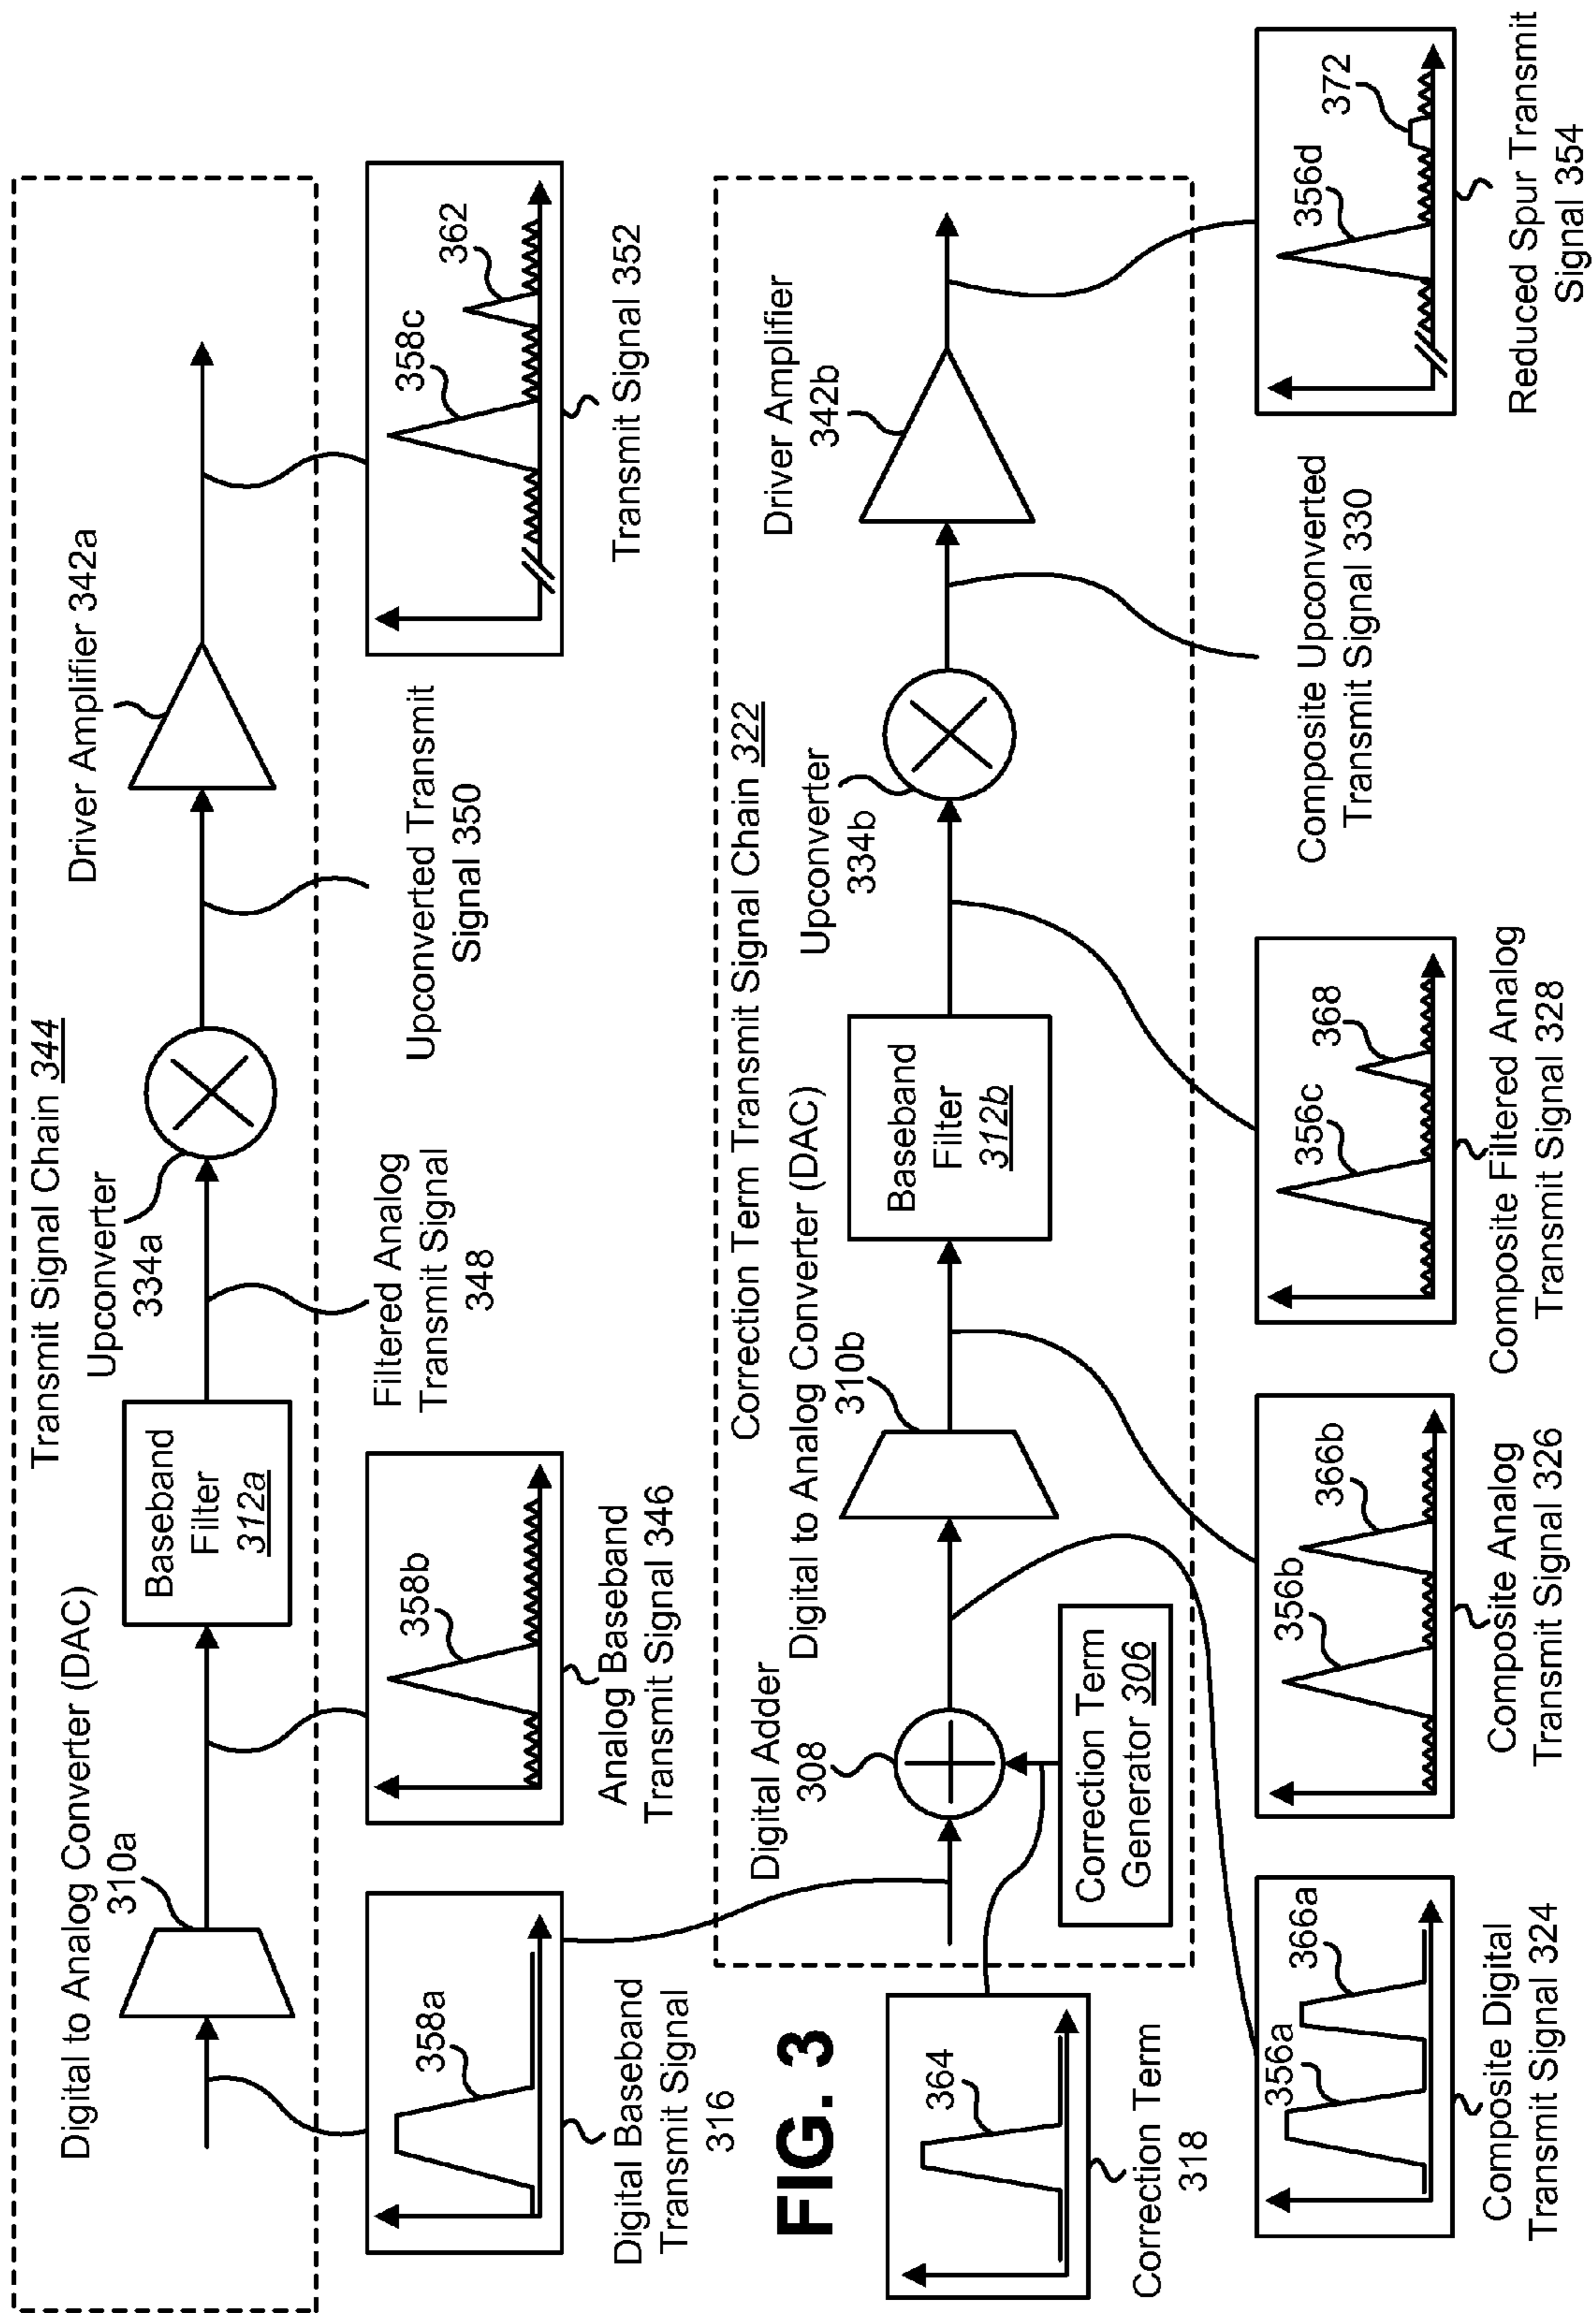 Transmit Signal Chain 344
Digital to Analog Converter (DAC)
310a
Baseband
Filter
312a
Upconverter
334a
Driver Amplifier 342a
358a
Digital Baseband
Transmit Signal
316
358b
Analog Baseband
Transmit Signal 346
Filtered Analog
Transmit Signal
348
Upconverted Transmit
Signal 350
358c
362
Transmit Signal 352
Correction Term Transmit Signal Chain 322
Digital Adder
308
Digital to Analog Converter (DAC)
310b
Baseband
Filter
312b
Upconverter
334b
Driver Amplifier
342b
Correction Term
Generator 306
FIG. 3
364
Correction Term
318
356a
366a
Composite Digital
Transmit Signal 324
356b
366b
Composite Analog
Transmit Signal 326
356c
368
Composite Filtered Analog
Transmit Signal 328
Composite Upconverted
Transmit Signal 330
356d
372
Reduced Spur Transmit
Signal 354